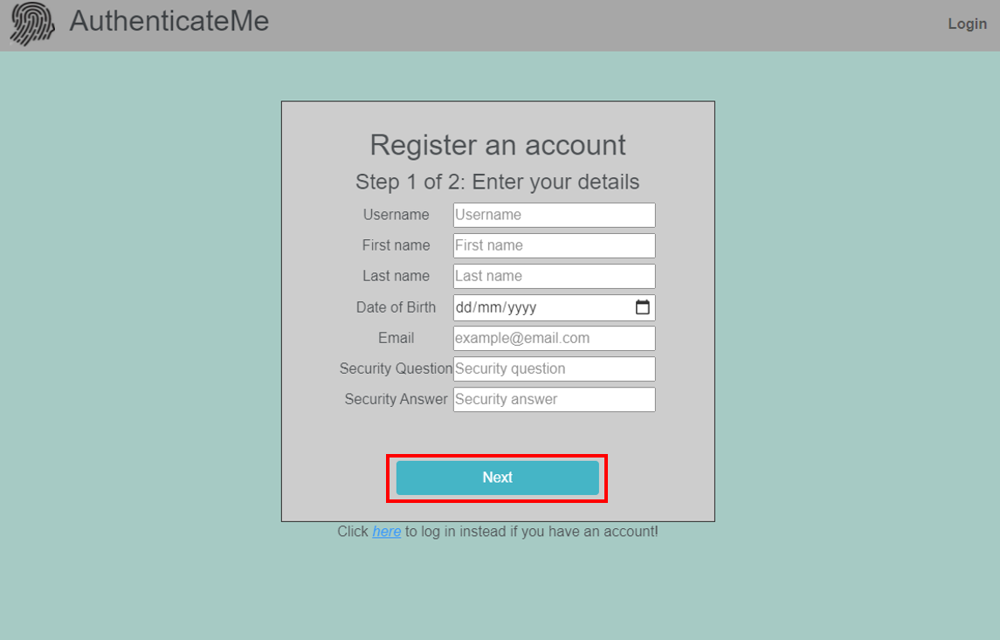 AuthenticateMe
Login
Register an account
Step 1 of 2: Enter your details
Username Username
First name First name
Last name Last name
Date of Birth dd/mm/yyyy
Email example@email.com
Security Question Security question
Security Answer Security answer
Next
Click here to log in instead if you have an account!